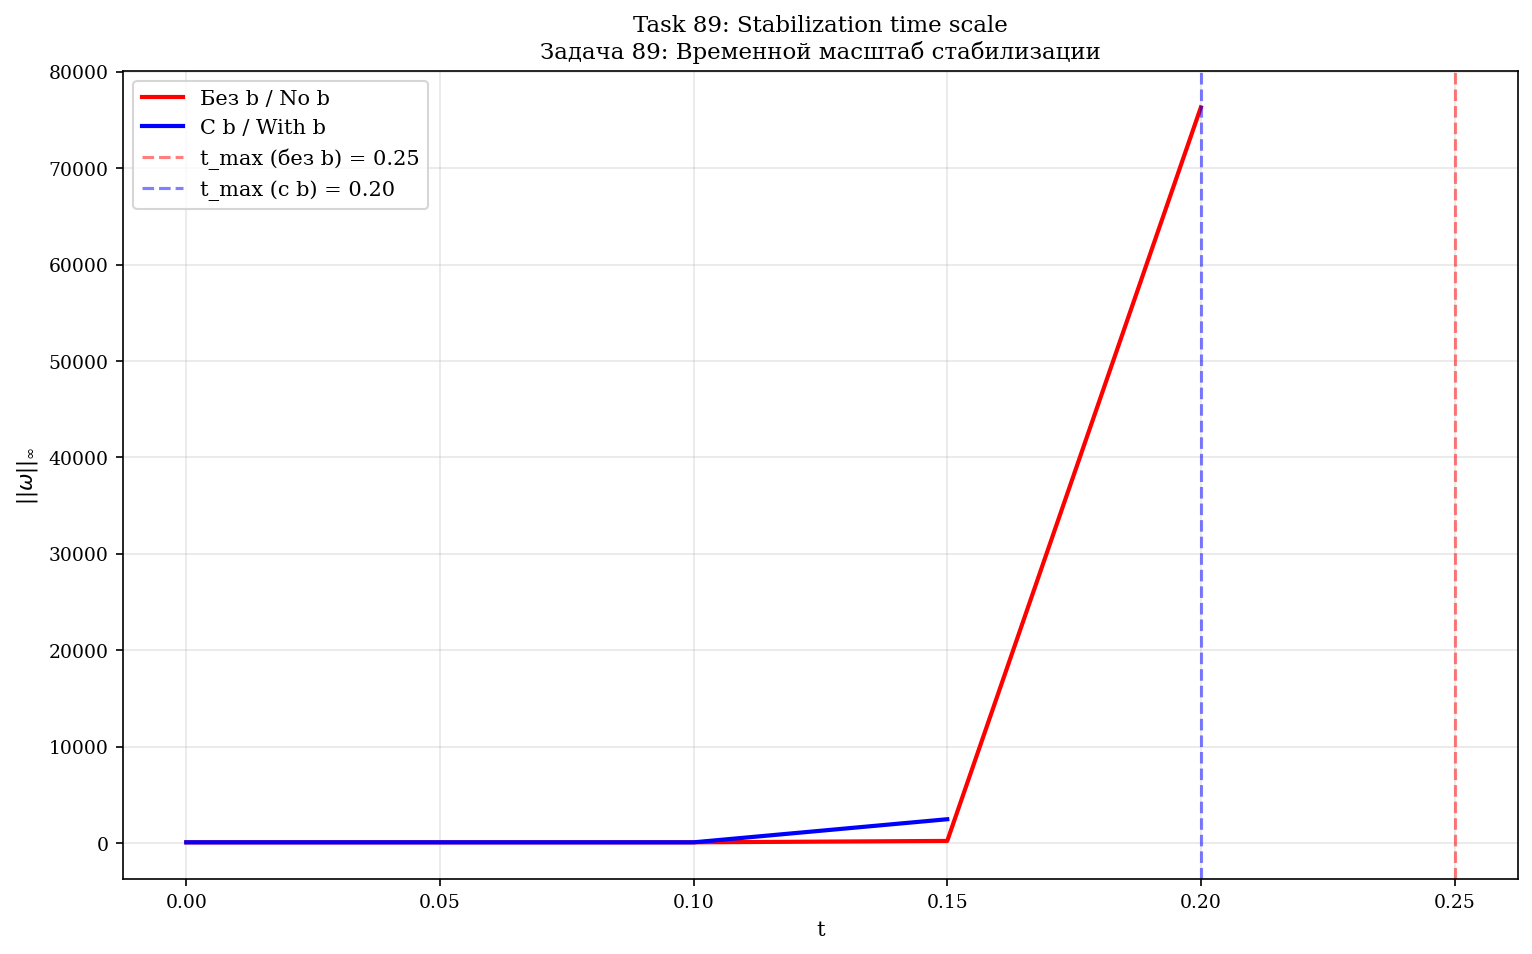 Task 89: Stabilization time scale
Задача 89: Временной масштаб стабилизации
Без b / No b
С b / With b
t_max (без b) = 0.25
t_max (с b) = 0.20
80000
70000
60000
50000
40000
30000
20000
10000
0
||ω||∞
0.00
0.05
0.10
0.15
0.20
0.25
t